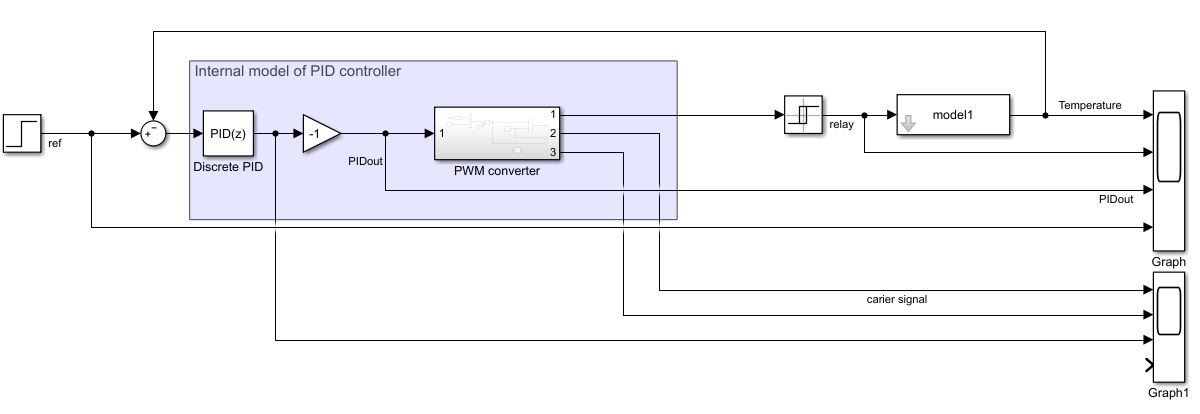 Internal model of PID controller
ref
+
-
PID(z)
Discrete PID
-1
PIDout
1
1
2
3
PWM converter
relay
model1
Temperature
PIDout
Graph
carier signal
Graph1